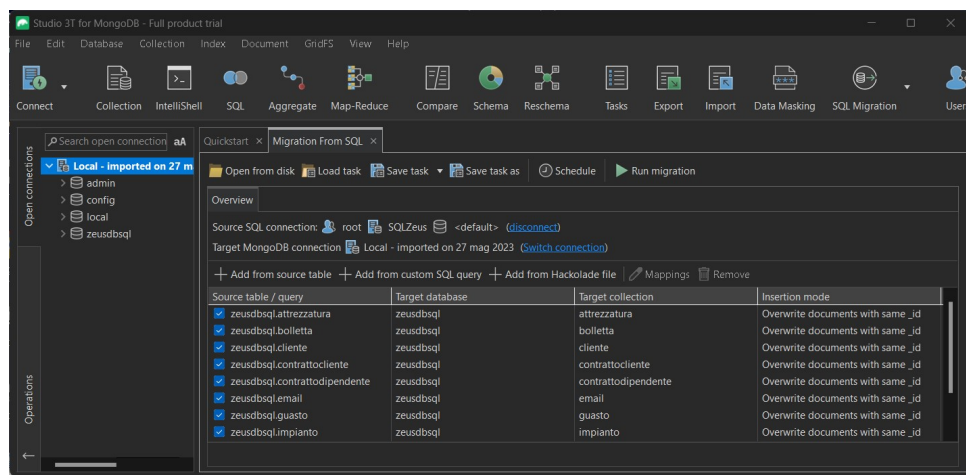 Studio 3T for MongoDB - Full product trial
File Edit Database Collection Index Document GridFS View Help
Connect Collection IntelliShell SQL Aggregate Map-Reduce Compare Schema Reschema Tasks Export Import Data Masking SQL Migration User
Open connections
Search open connection aA
Local - imported on 27 m
admin
config
local
zeusdbsql
Operations
Quickstart Migration From SQL
Open from disk Load task Save task Save task as Schedule Run migration
Overview
Source SQL connection: root SQLZeus <default> (disconnect)
Target MongoDB connection Local - imported on 27 mag 2023 (Switch connection)
Add from source table Add from custom SQL query Add from Hackolade file Mappings Remove
Source table / query Target database Target collection Insertion mode
zeusdbsql.attrezzatura zeusdbsql attrezzatura Overwrite documents with same _id
zeusdbsql.bolletta zeusdbsql bolletta Overwrite documents with same _id
zeusdbsql.cliente zeusdbsql cliente Overwrite documents with same _id
zeusdbsql.contrattocliente zeusdbsql contrattocliente Overwrite documents with same _id
zeusdbsql.contrattodipendente zeusdbsql contrattodipendente Overwrite documents with same _id
zeusdbsql.email zeusdbsql email Overwrite documents with same _id
zeusdbsql.guasto zeusdbsql guasto Overwrite documents with same _id
zeusdbsql.impianto zeusdbsql impianto Overwrite documents with same _id